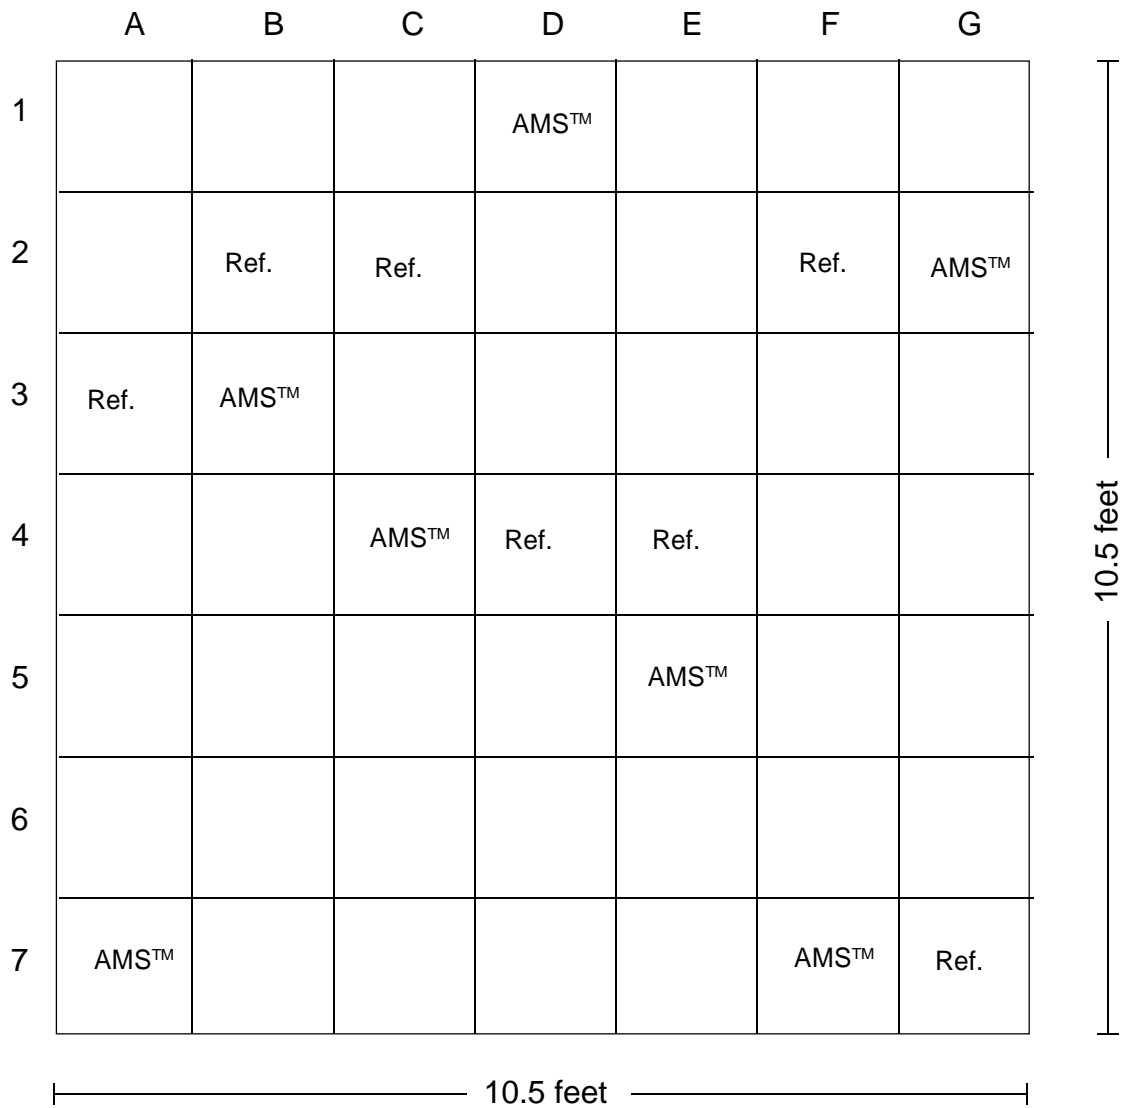 A B C D E F G
1 AMS™
2 Ref. Ref. Ref. AMS™
3 Ref. AMS™
4 AMS™ Ref. Ref.
5 AMS™
6
7 AMS™ AMS™ Ref.
10.5 feet
10.5 feet